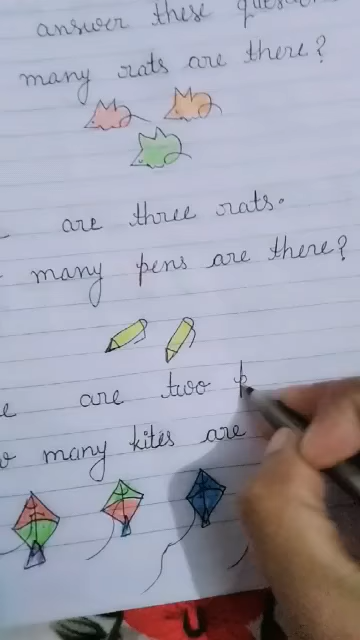 answer these
many rats are there?
are three rats.
many pens are there?
are two p
many kites are